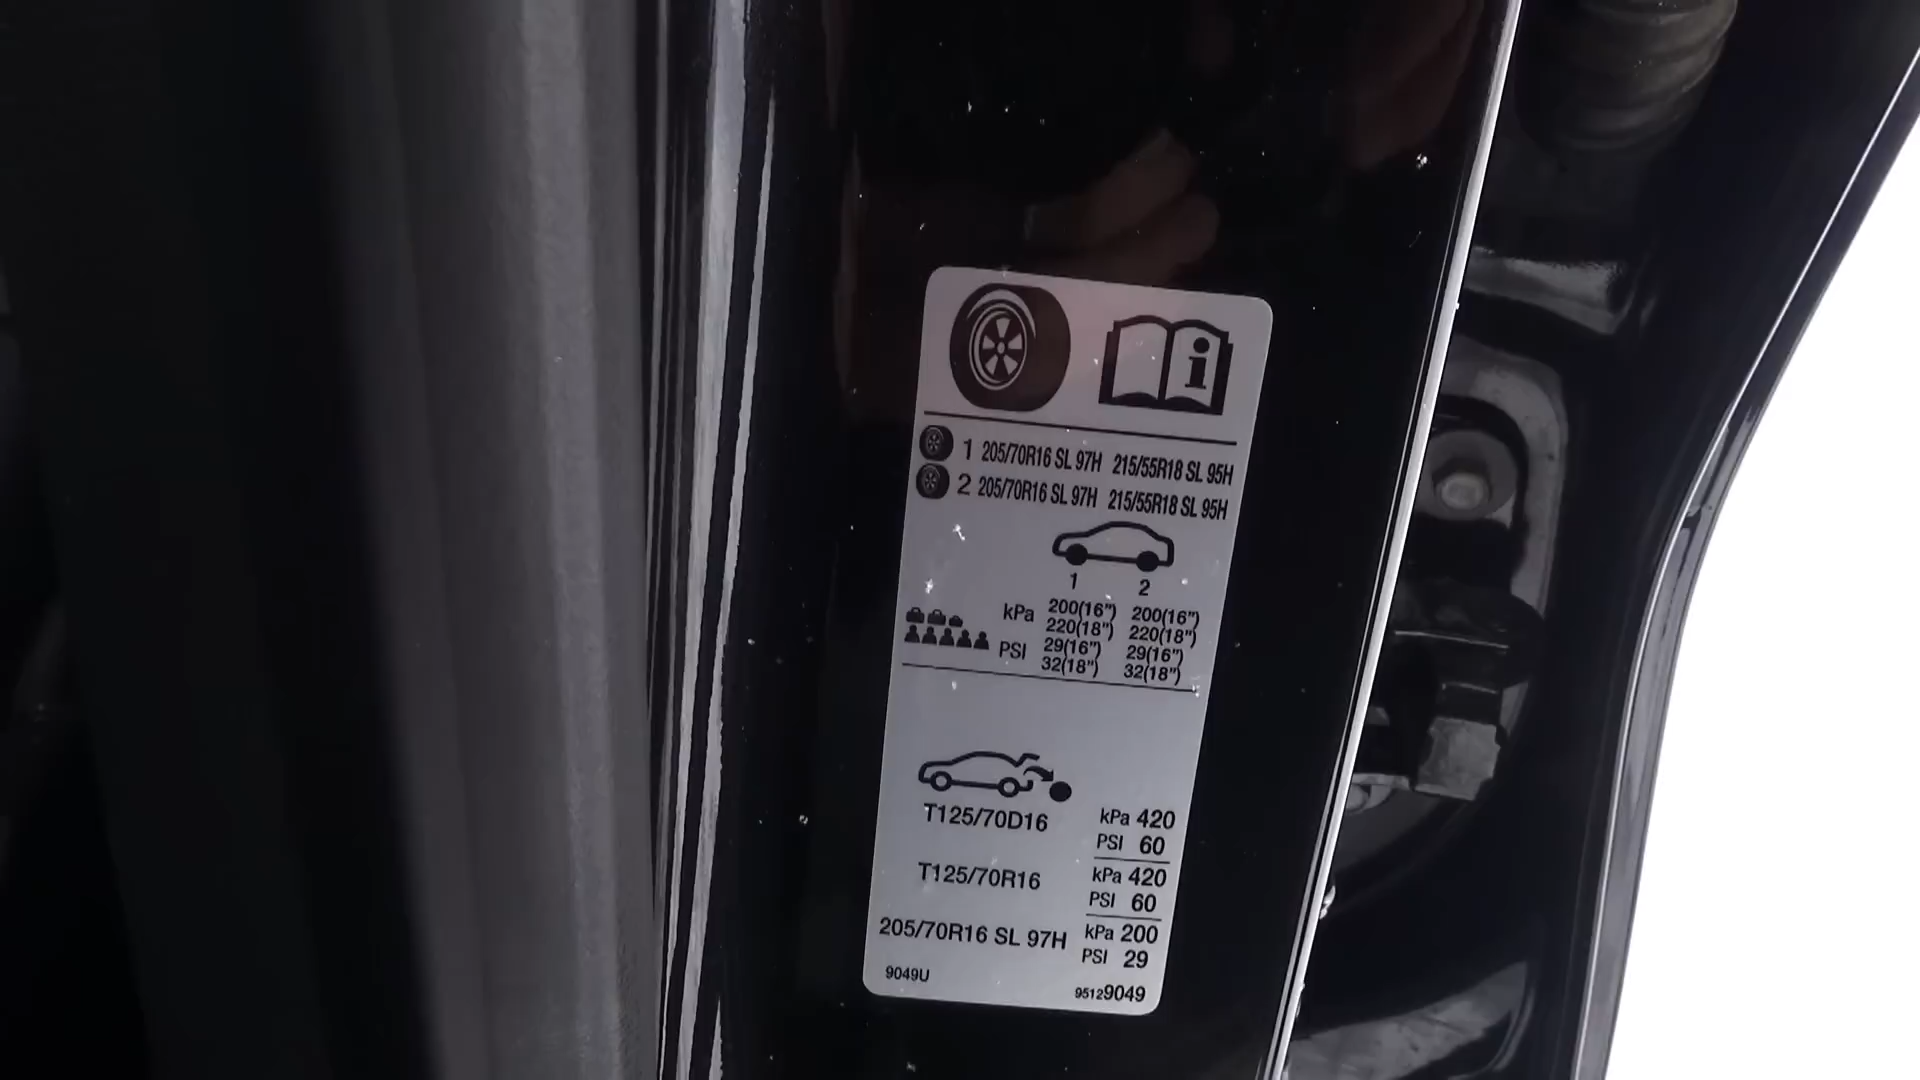 i
1 205/70R16 SL 97H 215/55R18 SL 95H
2 205/70R16 SL 97H 215/55R18 SL 95H
1 2
kPa 200(16") 200(16")
220(18") 220(18")
PSI 29(16") 29(16")
32(18") 32(18")
T125/70D16 kPa 420
PSI 60
T125/70R16 kPa 420
PSI 60
205/70R16 SL 97H kPa 200
PSI 29
9049U 95129049